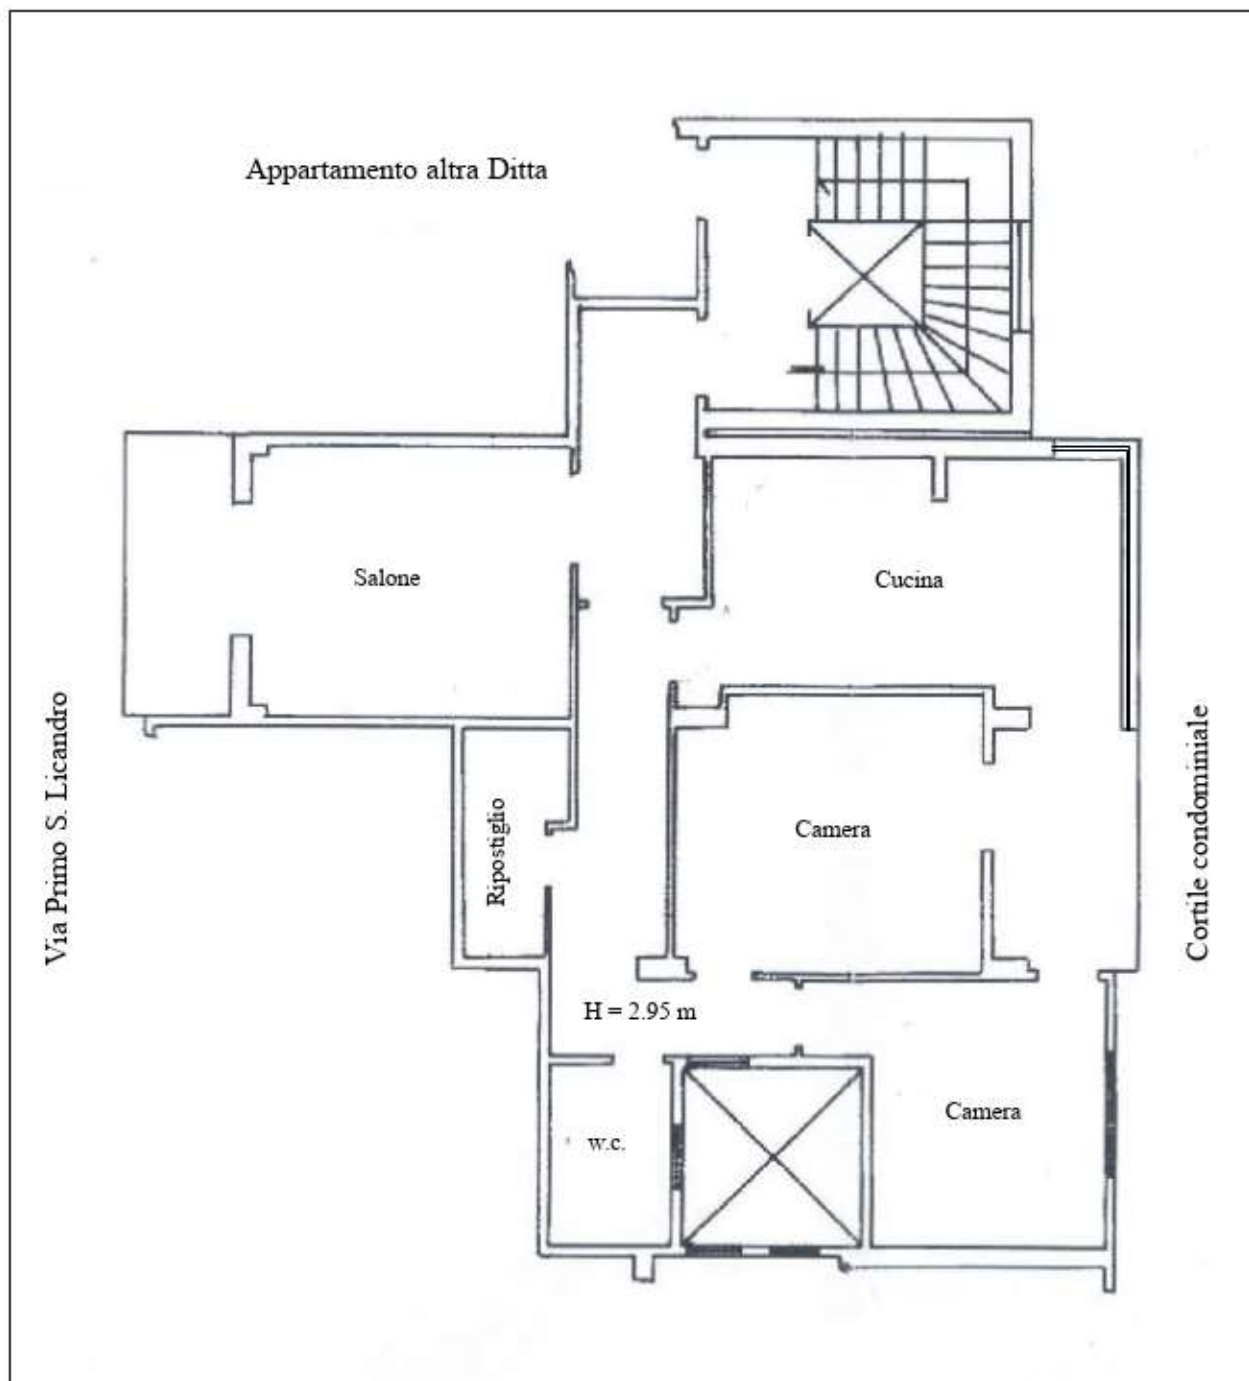 Appartamento altra Ditta
Salone
Cucina
Via Primo S. Licandro
Ripostiglio
Camera
Cortile condominiale
H = 2.95 m
Camera
w.c.